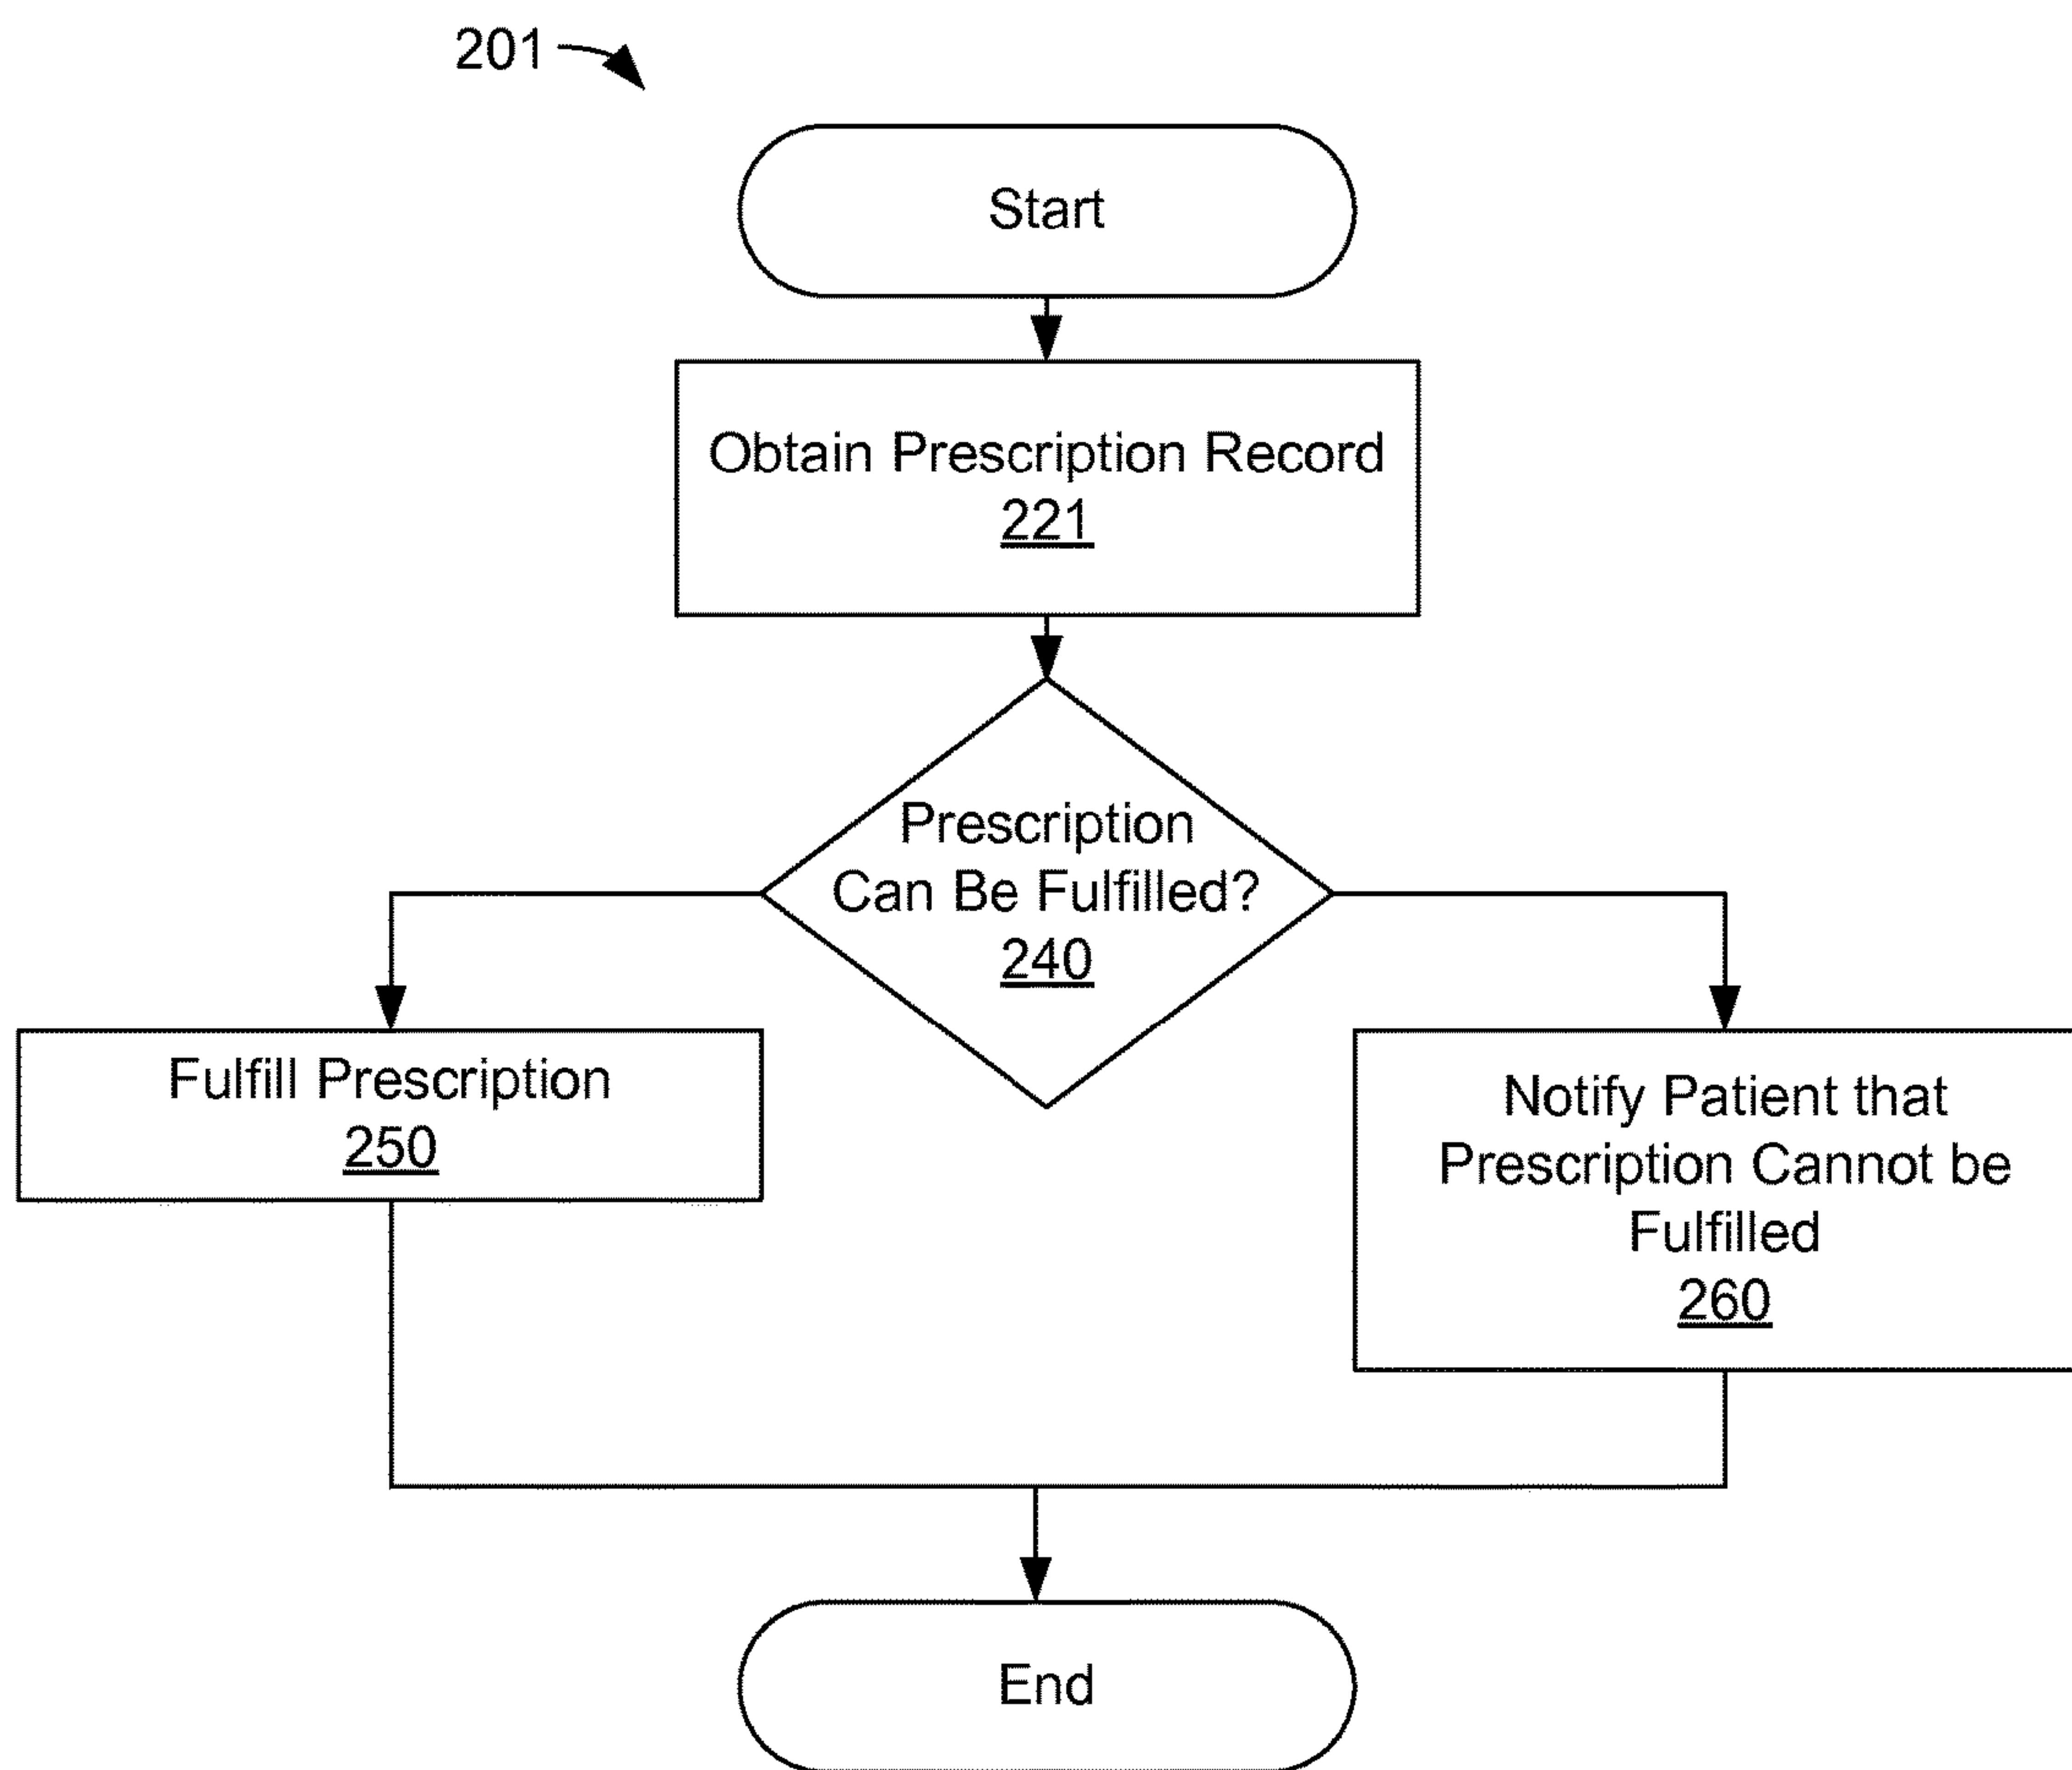 201
Start
Obtain Prescription Record
221
Prescription
Can Be Fulfilled?
240
Fulfill Prescription
250
Notify Patient that
Prescription Cannot be
Fulfilled
260
End